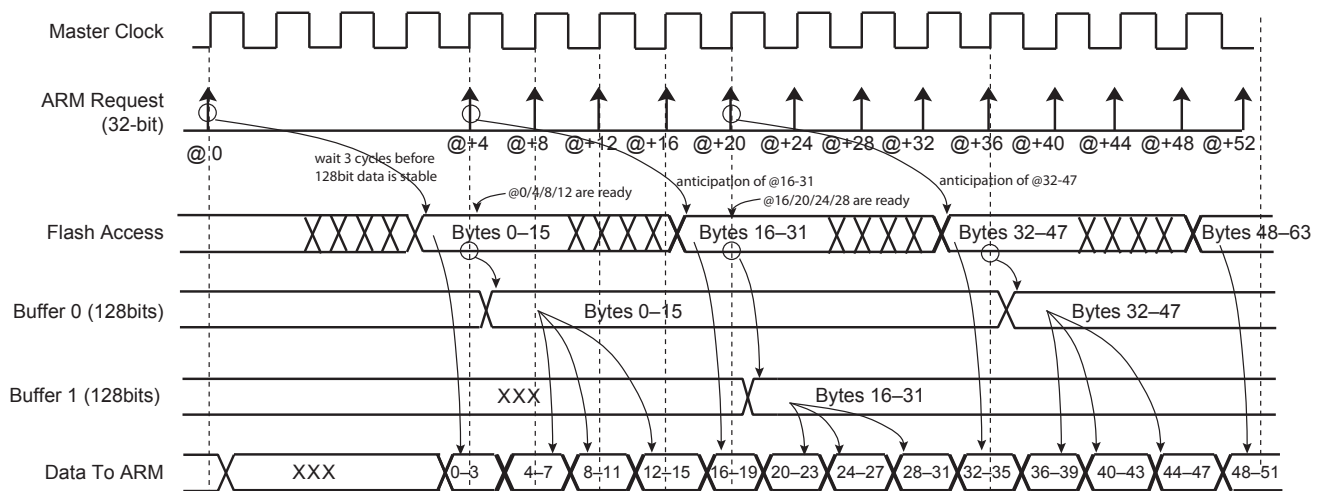 Master Clock
ARM Request
(32-bit)
@ 0
@+4 @+8 @+12 @+16 @+20 @+24 @+28 @+32 @+36 @+40 @+44 @+48 @+52
wait 3 cycles before
128bit data is stable
@0/4/8/12 are ready
anticipation of @16-31
@16/20/24/28 are ready
anticipation of @32-47
Flash Access
Bytes 0–15
Bytes 16–31
Bytes 32–47
Bytes 48–63
Buffer 0 (128bits)
Bytes 0–15
Bytes 32–47
Buffer 1 (128bits)
XXX
Bytes 16–31
Data To ARM
XXX
0–3 4–7 8–11 12–15 16–19 20–23 24–27 28–31 32–35 36–39 40–43 44–47 48–51